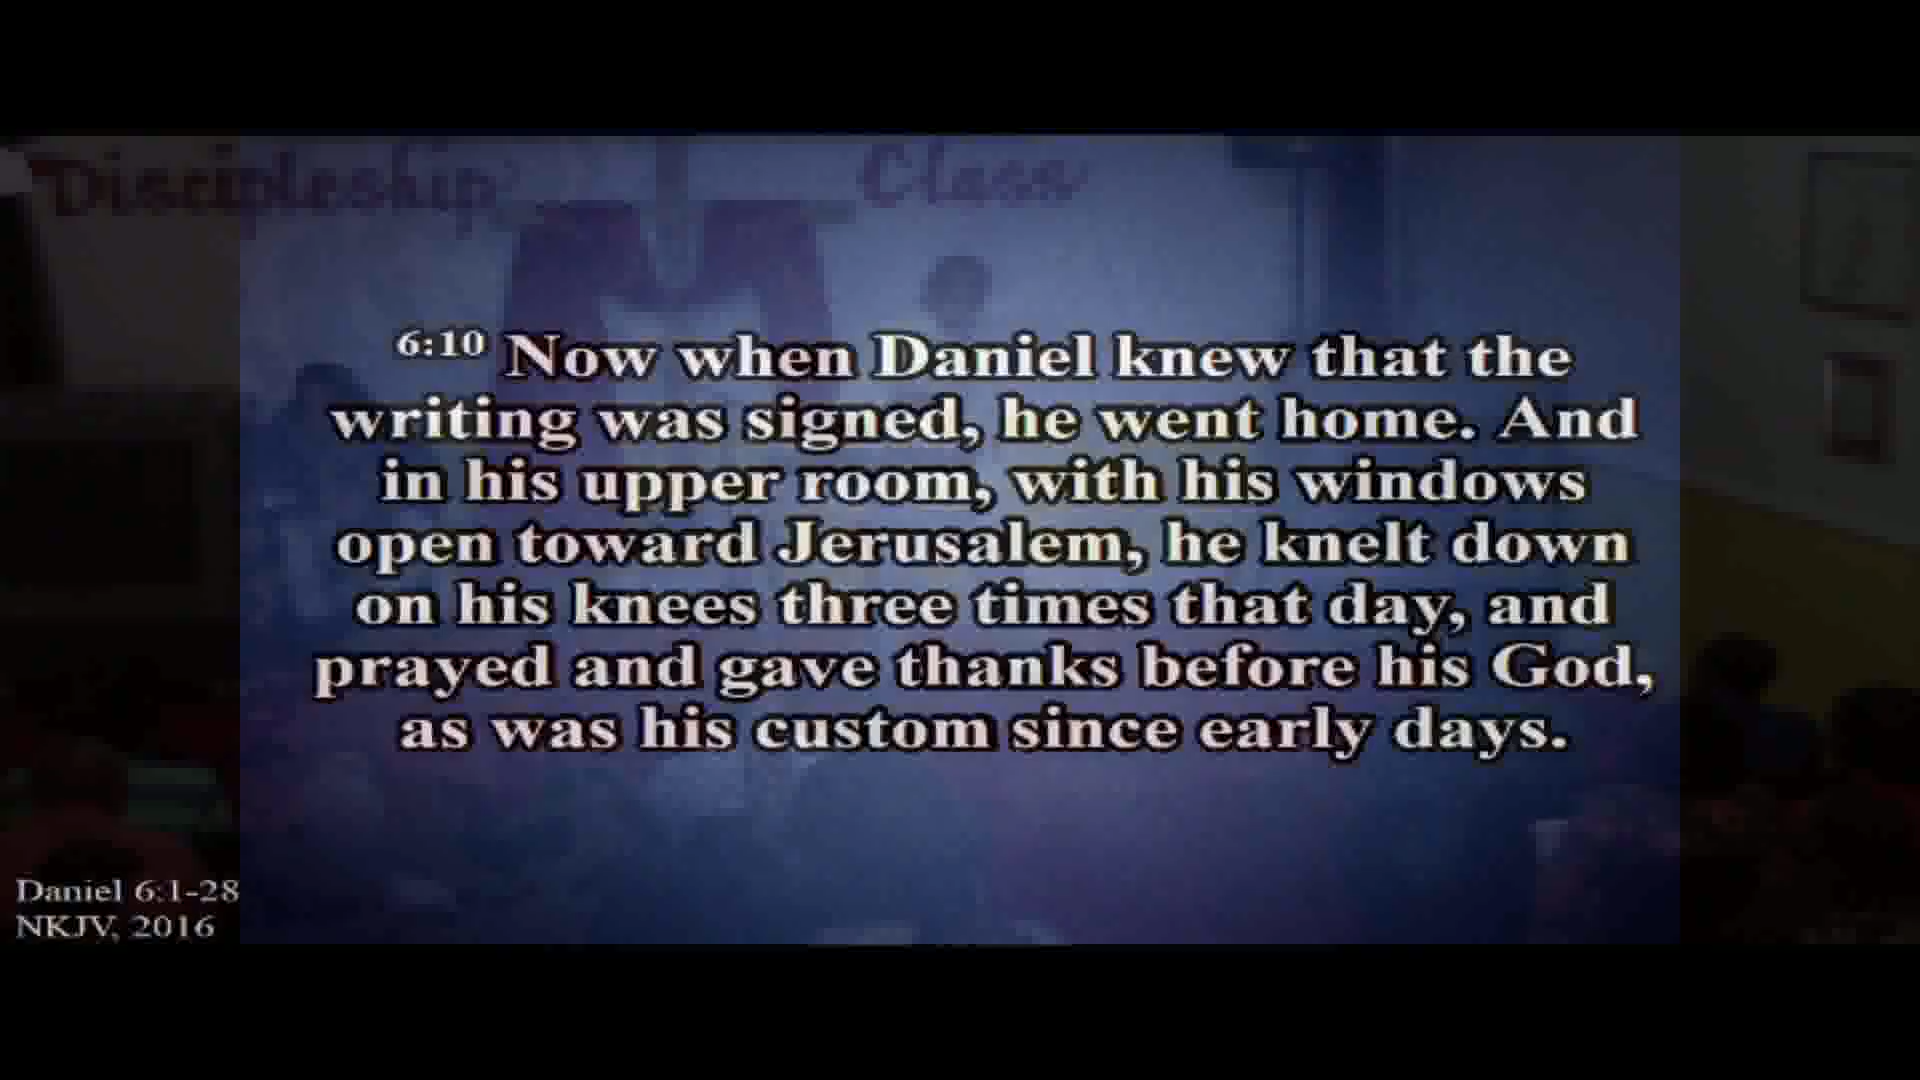 Discipleship Class
6:10 Now when Daniel knew that the
writing was signed, he went home. And
in his upper room, with his windows
open toward Jerusalem, he knelt down
on his knees three times that day, and
prayed and gave thanks before his God,
as was his custom since early days.
Daniel 6:1-28
NKJV, 2016